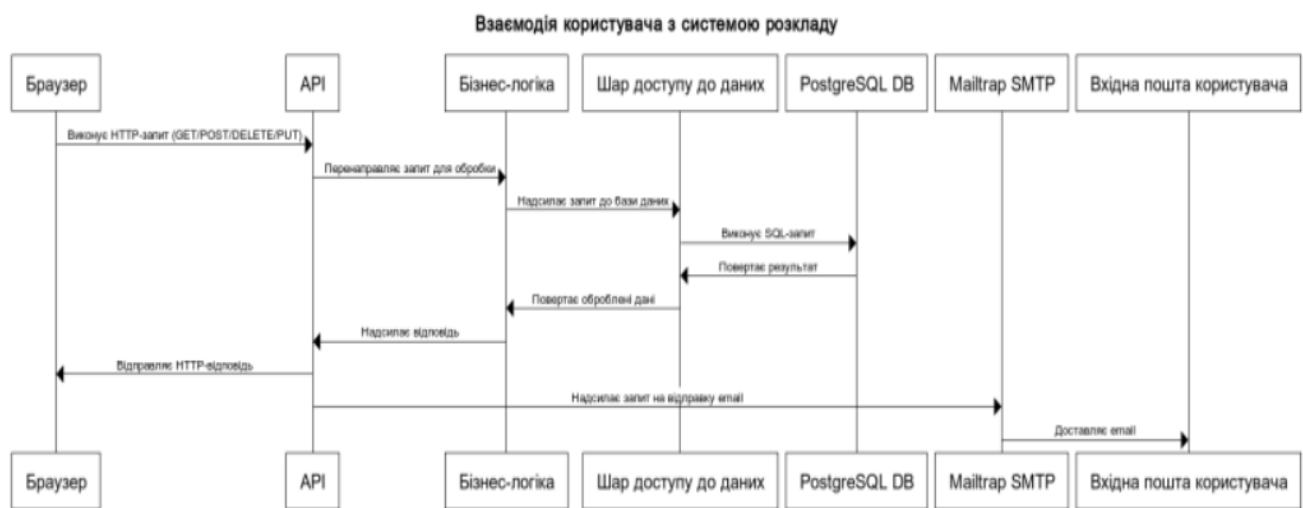 Взаємодія користувача з системою розкладу
Браузер
API
Бізнес-логіка
Шар доступу до даних
PostgreSQL DB
Mailtrap SMTP
Вхідна пошта користувача
Виконує HTTP-запит (GET/POST/DELETE/PUT)
Перенаправляє запит для обробки
Надсилає запит до бази даних
Виконує SQL-запит
Повертає результат
Повертає оброблені дані
Надсилає відповідь
Відправляє HTTP-відповідь
Надсилає запит на відправку email
Доставляє email
Браузер
API
Бізнес-логіка
Шар доступу до даних
PostgreSQL DB
Mailtrap SMTP
Вхідна пошта користувача